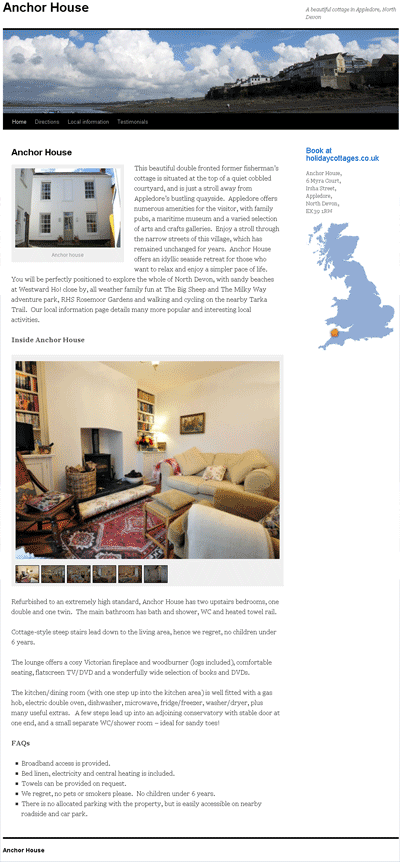 Anchor House
A beautiful cottage in Appledore, North
Devon
Home Directions Local information Testimonials
Anchor House
Anchor house
This beautiful double fronted former fisherman's
cottage is situated at the top of a quiet cobbled
courtyard, and is just a stroll away from
Appledore's bustling quayside. Appledore offers
numerous amenities for the visitor, with family
pubs, a maritime museum and a varied selection
of arts and crafts galleries. Enjoy a stroll through
the narrow streets of this village, which has
remained unchanged for years. Anchor House
offers an idyllic seaside retreat for those who
want to relax and enjoy a simpler pace of life.
You will be perfectly positioned to explore the whole of North Devon, with sandy beaches
at Westward Ho! close by, all weather family fun at The Big Sheep and The Milky Way
adventure park, RHS Rosemoor Gardens and walking and cycling on the nearby Tarka
Trail. Our local information page details many more popular and interesting local
activities.
Inside Anchor House
Refurbished to an extremely high standard, Anchor House has two upstairs bedrooms, one
double and one twin. The main bathroom has bath and shower, WC and heated towel rail.
Cottage-style steep stairs lead down to the living area, hence we regret, no children under
6 years.
The lounge offers a cosy Victorian fireplace and woodburner (logs included), comfortable
seating, flatscreen TV/DVD and a wonderfully wide selection of books and DVDs.
The kitchen/dining room (with one step up into the kitchen area) is well fitted with a gas
hob, electric double oven, dishwasher, microwave, fridge/freezer, washer/dryer, plus
many useful extras. A few steps lead up into an adjoining conservatory with stable door at
one end, and a small separate WC/shower room – ideal for sandy toes!
FAQs
Broadband access is provided.
Bed linen, electricity and central heating is included.
Towels can be provided on request.
We regret, no pets or smokers please. No children under 6 years.
There is no allocated parking with the property, but is easily accessible on nearby
roadside and car park.
Book at
holidaycottages.co.uk
Anchor House,
6 Myra Court,
Irsha Street,
Appledore,
North Devon,
EX39 1RM
Anchor House